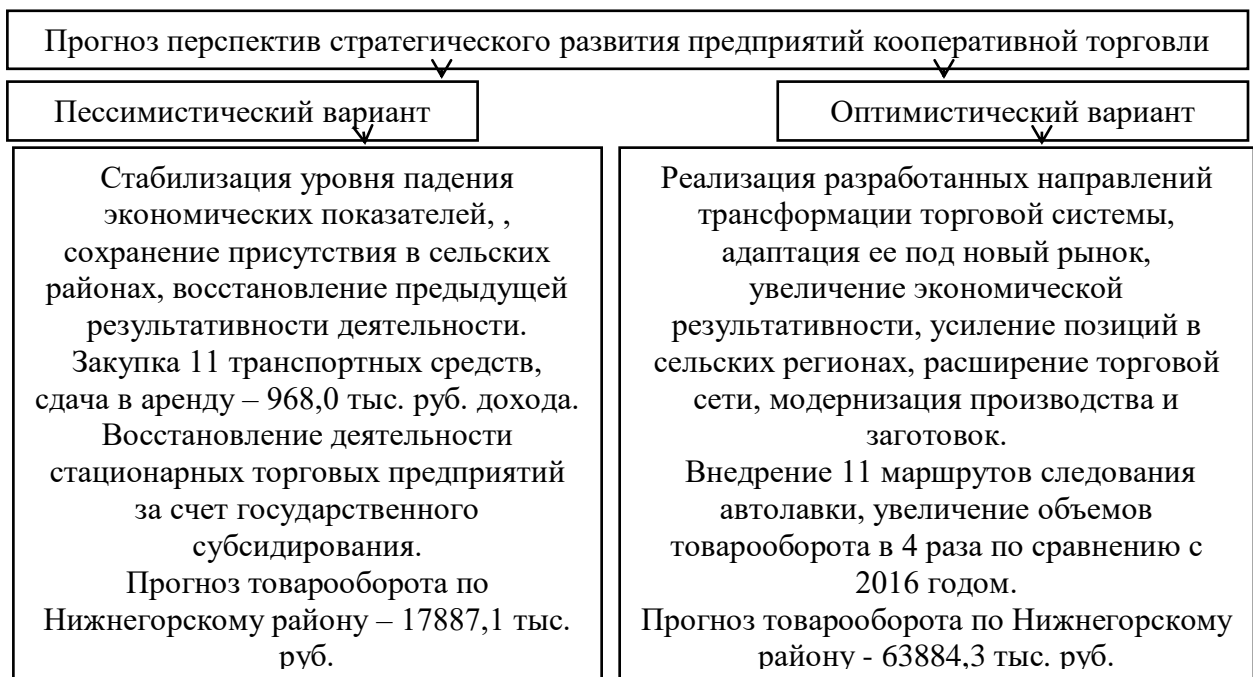 Прогноз перспектив стратегического развития предприятий кооперативной торговли
Пессимистический вариант
Оптимистический вариант
Стабилизация уровня падения
экономических показателей, ,
сохранение присутствия в сельских
районах, восстановление предыдущей
результативности деятельности.
Закупка 11 транспортных средств,
сдача в аренду – 968,0 тыс. руб. дохода.
Восстановление деятельности
стационарных торговых предприятий
за счет государственного
субсидирования.
Прогноз товарооборота по
Нижнегорскому району – 17887,1 тыс.
руб.
Реализация разработанных направлений
трансформации торговой системы,
адаптация ее под новый рынок,
увеличение экономической
результативности, усиление позиций в
сельских регионах, расширение торговой
сети, модернизация производства и
заготовок.
Внедрение 11 маршрутов следования
автолавки, увеличение объемов
товарооборота в 4 раза по сравнению с
2016 годом.
Прогноз товарооборота по Нижнегорскому
району - 63884,3 тыс. руб.